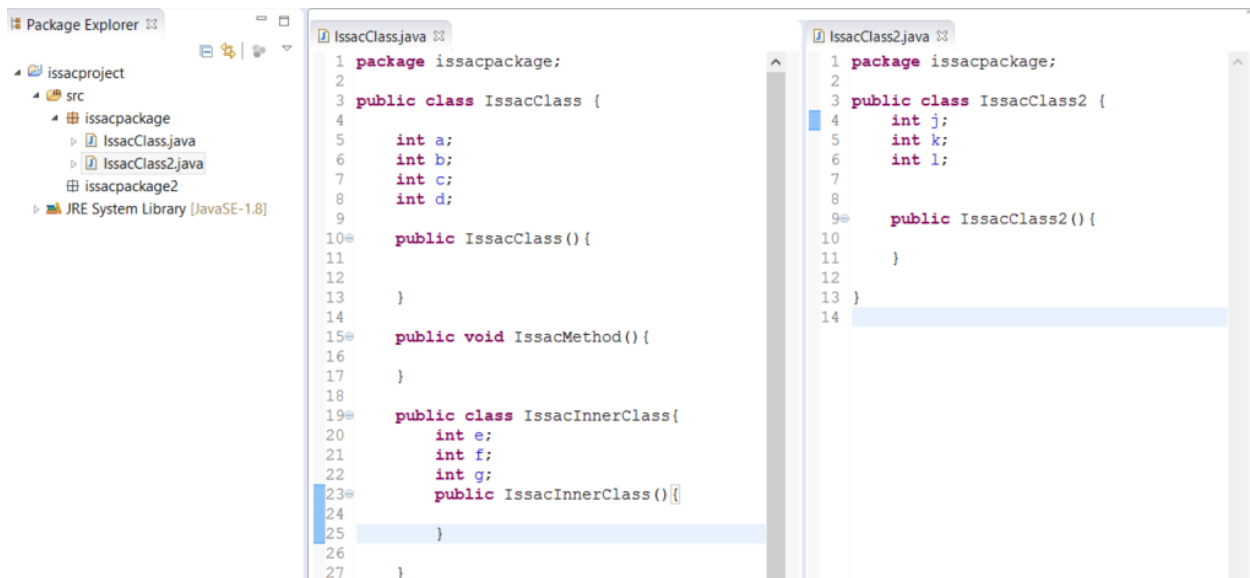 Package Explorer
issacproject
src
issacpackage
IssacClass.java
IssacClass2.java
issacpackage2
JRE System Library [JavaSE-1.8]
IssacClass.java
1 package issacpackage;
2
3 public class IssacClass {
4
5 int a;
6 int b;
7 int c;
8 int d;
9
10 public IssacClass(){
11
12
13 }
14
15 public void IssacMethod(){
16
17 }
18
19 public class IssacInnerClass{
20 int e;
21 int f;
22 int g;
23 public IssacInnerClass(){
24
25 }
26
27 }
IssacClass2.java
1 package issacpackage;
2
3 public class IssacClass2 {
4 int j;
5 int k;
6 int l;
7
8
9 public IssacClass2(){
10
11 }
12
13 }
14